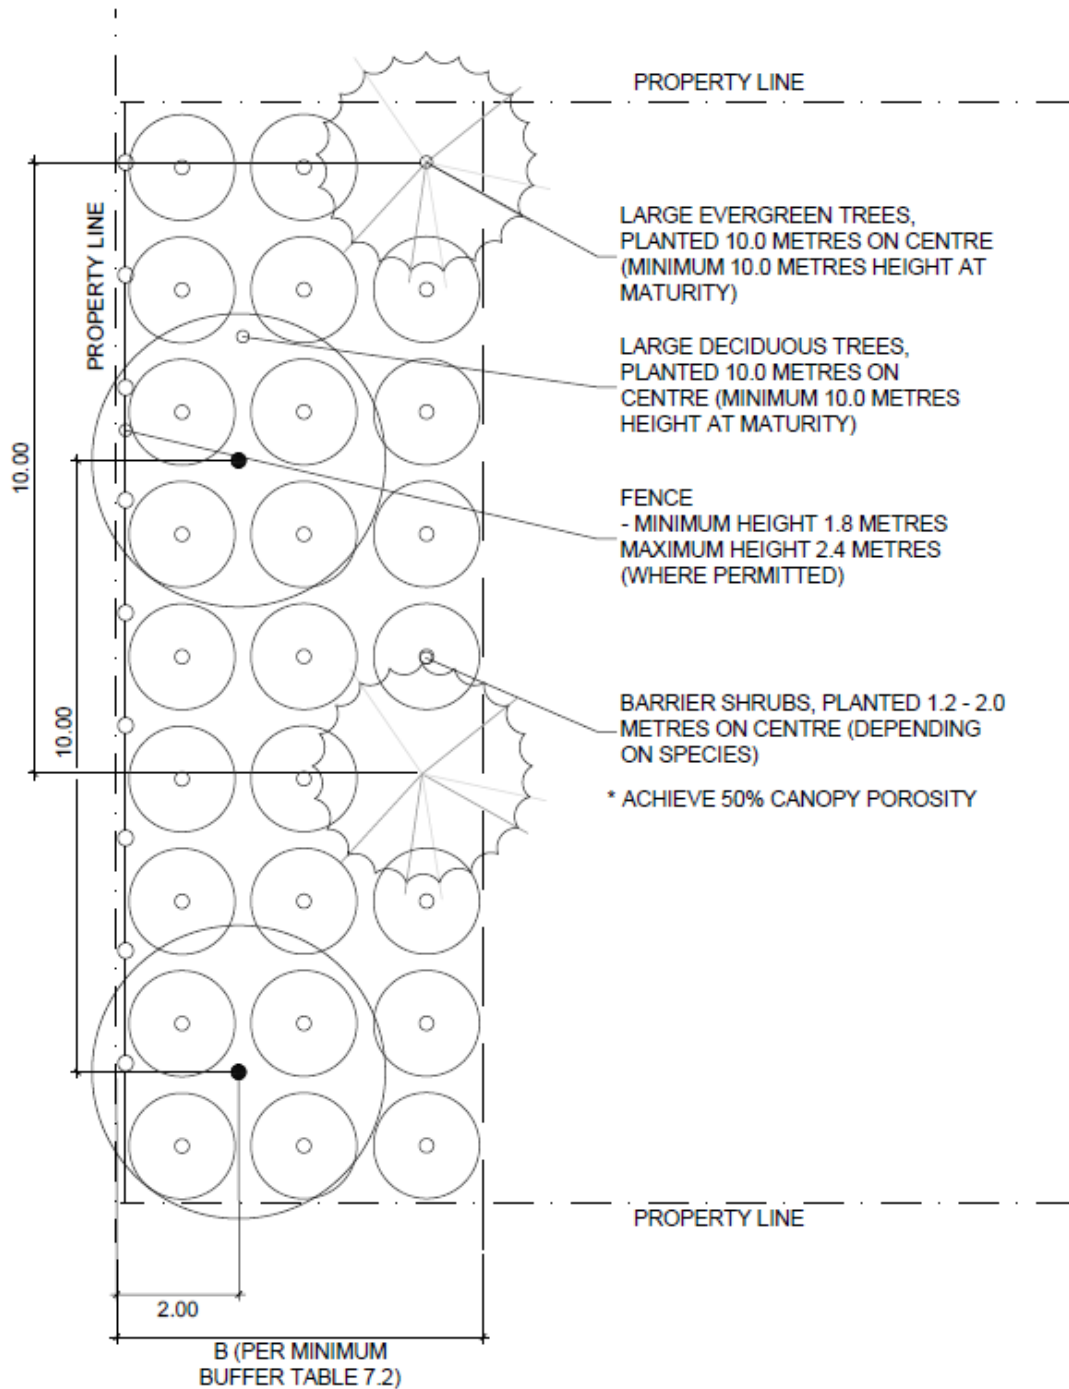 PROPERTY LINE
PROPERTY LINE
LARGE EVERGREEN TREES,
PLANTED 10.0 METRES ON CENTRE
(MINIMUM 10.0 METRES HEIGHT AT
MATURITY)
LARGE DECIDUOUS TREES,
PLANTED 10.0 METRES ON
CENTRE (MINIMUM 10.0 METRES
HEIGHT AT MATURITY)
10.00
FENCE
- MINIMUM HEIGHT 1.8 METRES
MAXIMUM HEIGHT 2.4 METRES
(WHERE PERMITTED)
10.00
BARRIER SHRUBS, PLANTED 1.2 - 2.0
METRES ON CENTRE (DEPENDING
ON SPECIES)
* ACHIEVE 50% CANOPY POROSITY
PROPERTY LINE
2.00
B (PER MINIMUM
BUFFER TABLE 7.2)